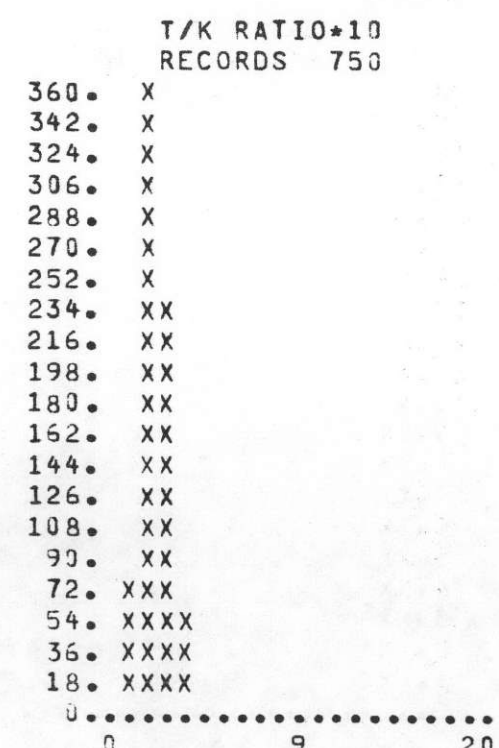 T/K RATIO*10
RECORDS 750
360. X
342. X
324. X
306. X
288. X
270. X
252. X
234. XX
216. XX
198. XX
180. XX
162. XX
144. XX
126. XX
108. XX
90. XX
72. XXX
54. XXXX
36. XXXX
18. XXXX
0.....................
0 9 20